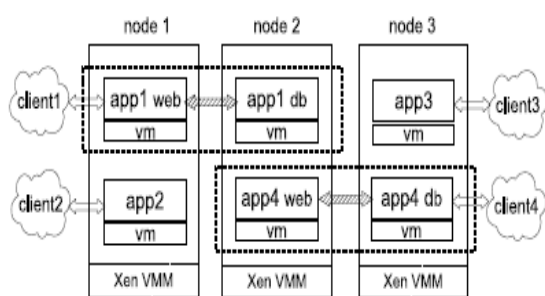 node 1 node 2 node 3
client1 app1 web app1 db app3 client3
vm vm vm
client2 app2 app4 web app4 db client4
vm vm vm
Xen VMM Xen VMM Xen VMM